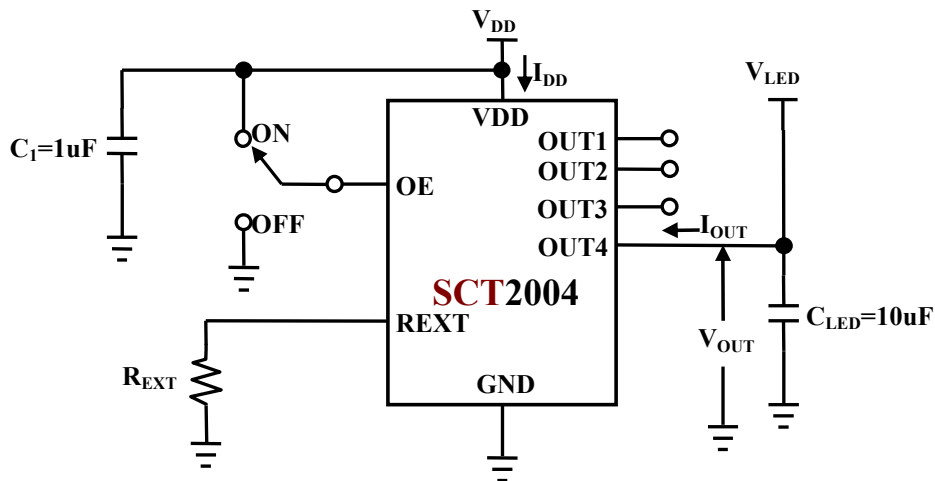 VDD
IDD
VLED
VDD
ON
C1=1uF
OUT1
OUT2
OE
OUT3
OFF
IOUT
OUT4
SCT2004
REXT
CLED=10uF
VOUT
REXT
GND